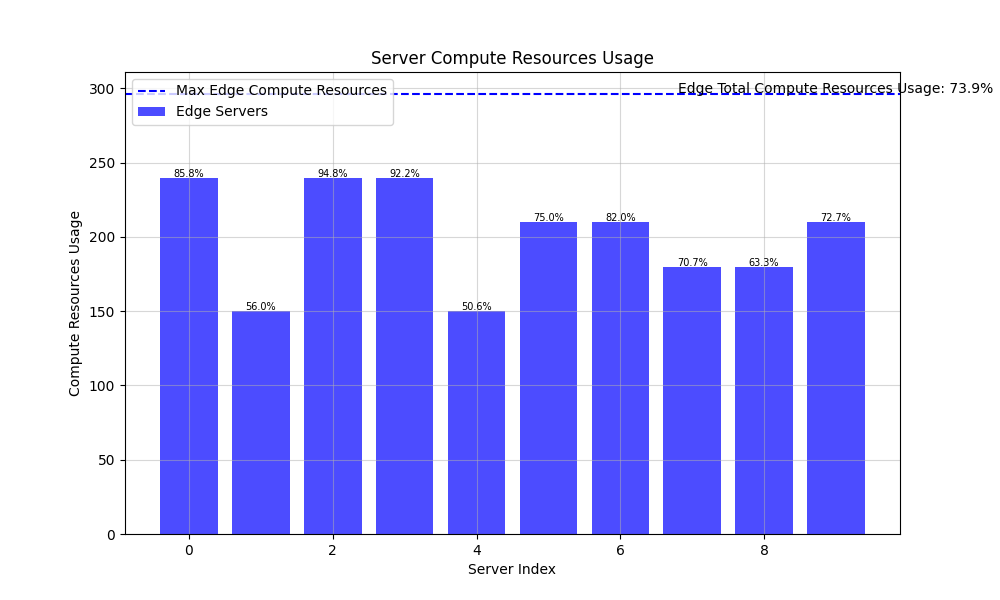 Server Compute Resources Usage
Max Edge Compute Resources
Edge Servers
Edge Total Compute Resources Usage: 73.9%
300
250
200
150
100
50
0
Compute Resources Usage
85.8%
56.0%
94.8%
92.2%
50.6%
75.0%
82.0%
70.7%
63.3%
72.7%
0 2 4 6 8
Server Index